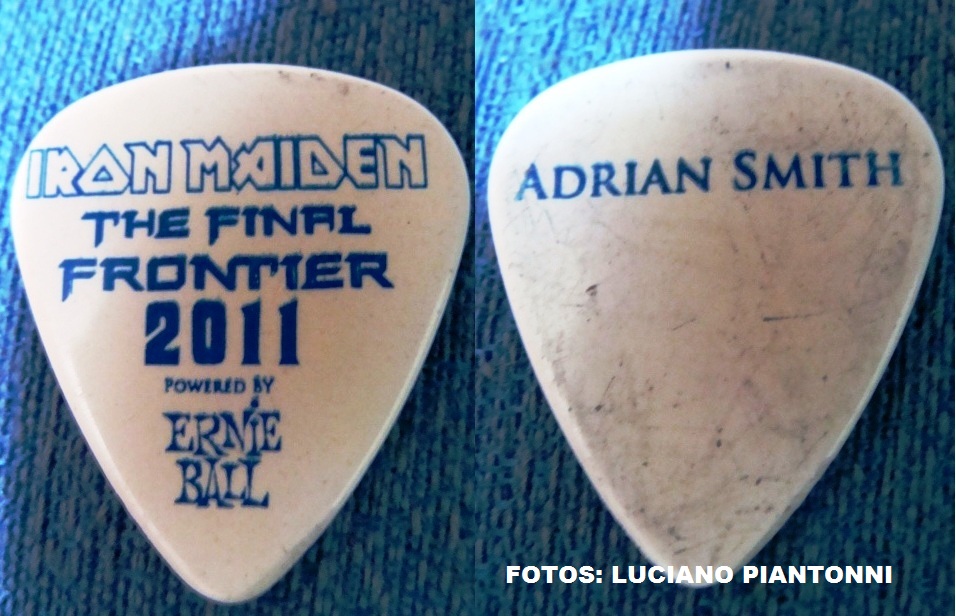 IRON MAIDEN
THE FINAL
FRONTIER
2011
POWERED BY
ERNIE
BALL
ADRIAN SMITH
FOTOS: LUCIANO PIANTONNI